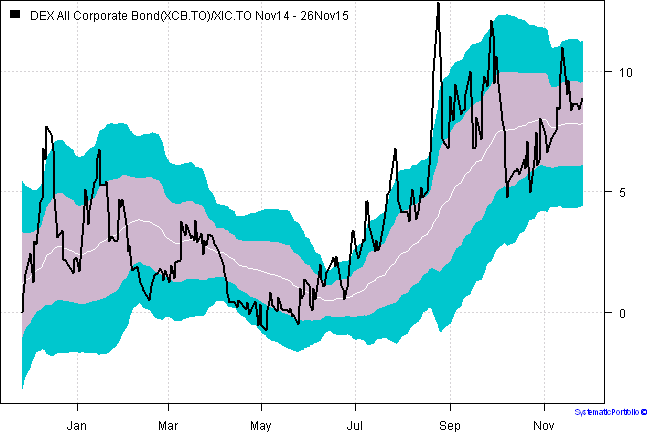 DEX All Corporate Bond(XCB.TO)/XIC.TO Nov14 - 26Nov15
10
5
0
Jan Mar May Jul Sep Nov
SystematicPortfolio ©